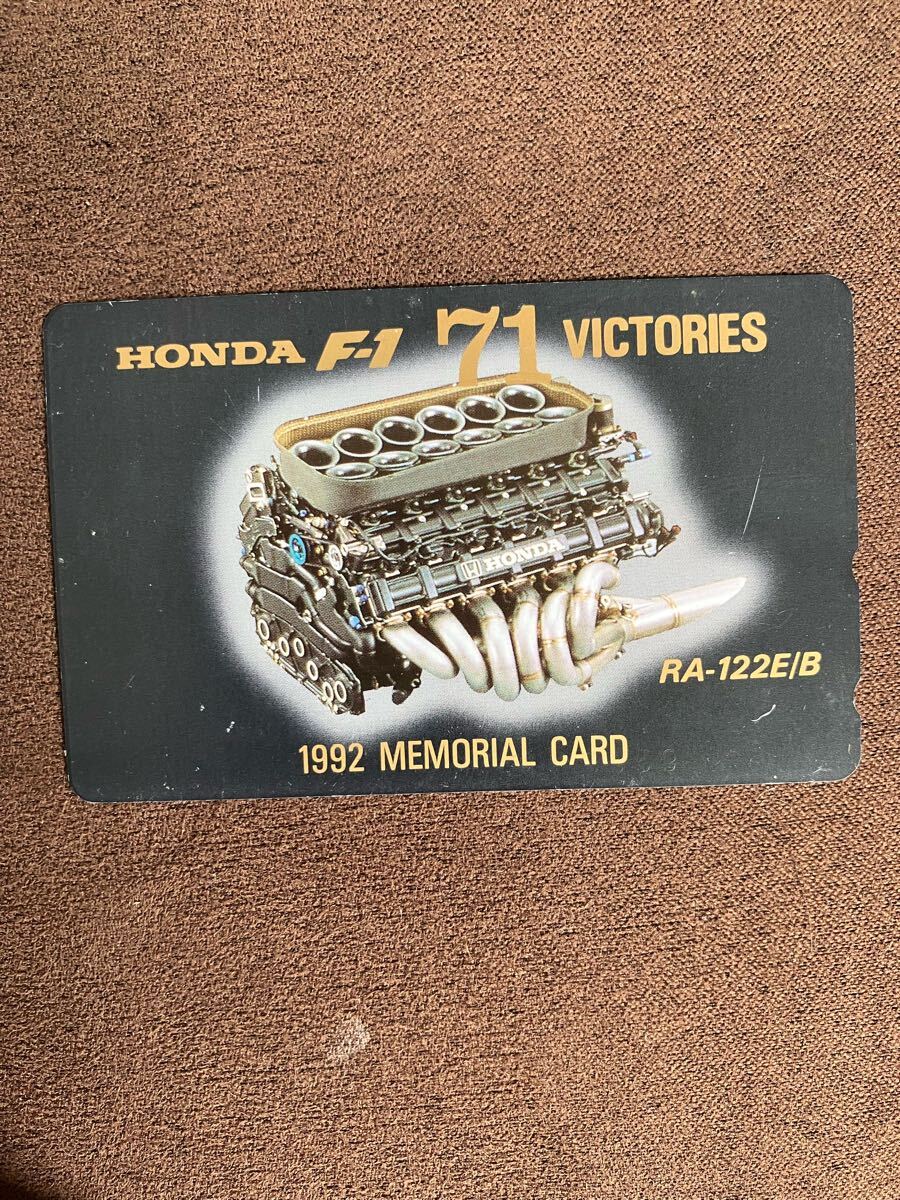 HONDA F-1 71 VICTORIES
HONDA
RA-122E/B
1992 MEMORIAL CARD